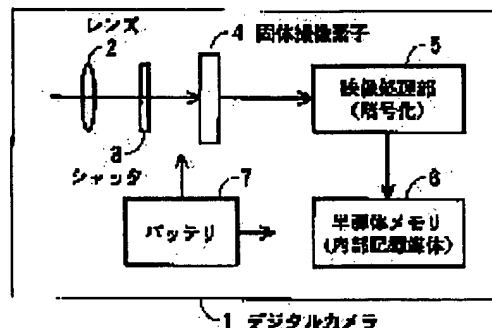 レンズ
2
4 固体撮像素子
5
映像処理部
(暗号化)
3
シャッタ
7
バッテリ
6
半導体メモリ
(内部記憶媒体)
1 デジタルカメラ